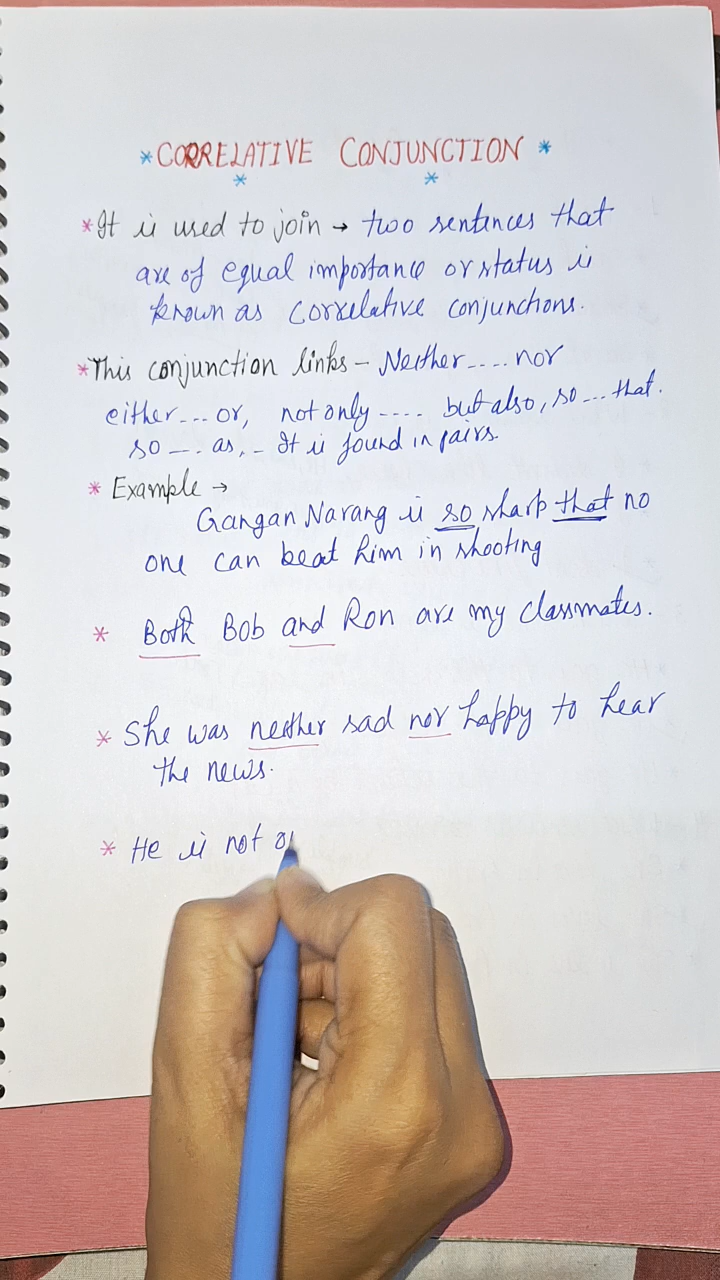 *CORRELATIVE CONJUNCTION*
* *
*It is used to join → two sentences that
are of equal importance or status is
known as correlative conjunctions.
*This conjunction links – Neither.... nor
either... or, not only .... but also, so ... that.
so –. as, – It is found in pairs.
* Example →
Gangan Narang is so sharp that no
one can beat him in shooting
* Both Bob and Ron are my classmates.
* She was neither sad nor happy to hear
the news.
* He is not o